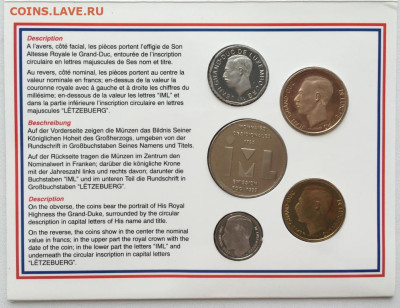 COINS.LAVE.RU
Description
A l'avers, côté facial, les pièces portent l'effigie de Son
Altesse Royale le Grand-Duc, entourée de l'inscription
circulaire en lettres majuscules de Ses nom et titre.
Au revers, côté nominal, les pièces portent au centre la
valeur nominale en francs; en-dessus de la valeur la
couronne royale avec à gauche et à droite les chiffres du
millésime; en-dessus de la valeur les lettres "IML" et
dans la partie inférieure l'inscription circulaire en lettres
majuscules "LËTZEBUERG".
Beschreibung
Auf der Vorderseite zeigen die Münzen das Bildnis Seiner
Königlichen Hoheit des Großherzogs, umgeben von der
Rundschrift in Großbuchstaben Seines Namens und Titels.
Auf der Rückseite tragen die Münzen im Zentrum den
Nominalwert in Franken; darüber die königliche Krone
mit der Jahreszahl links und rechts davon; darunter die
Buchstaben "IML" und im unteren Teil die Rundschrift in
Großbuchstaben "LËTZEBUERG".
Description
On the obverse, the coins bear the portrait of His Royal
Highness the Grand-Duke, surrounded by the circular
description in capital letters of His name and title.
On the reverse, the coins show in the center the nominal
value in francs; in the upper part the royal crown with the
date of the coin; in the lower part the letters "IML" and
underneath the circular inscription in capital letters
"LËTZEBUERG".
IML